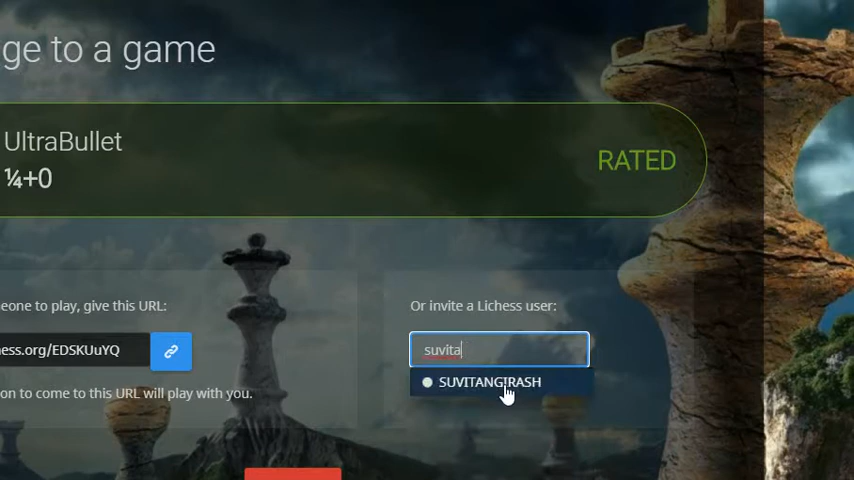 ge to a game
UltraBullet
¼+0
RATED
eone to play, give this URL:
ess.org/EDSKUuYQ
on to come to this URL will play with you.
Or invite a Lichess user:
suvita
SUVITANGIRASH